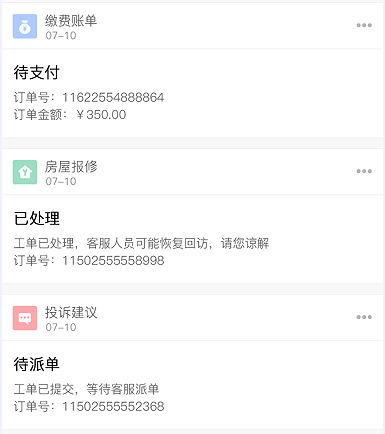 缴费账单
07-10
待支付
订单号：11622554888864
订单金额：￥350.00
房屋报修
07-10
已处理
工单已处理，客服人员可能恢复回访，请您谅解
订单号：11502555558998
投诉建议
07-10
待派单
工单已提交，等待客服派单
订单号：11502555552368